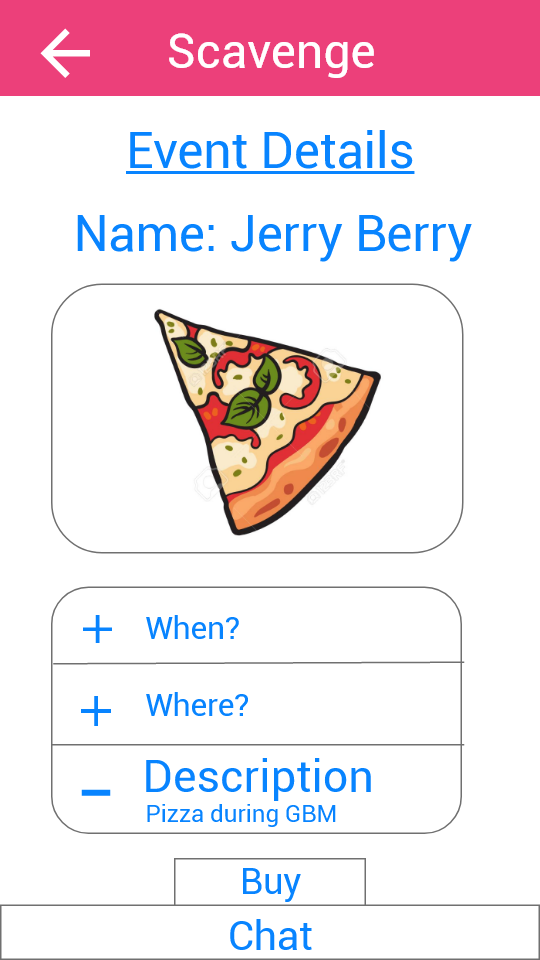 Scavenge
Event Details
Name: Jerry Berry
When?
Where?
Description
Pizza during GBM
Buy
Chat